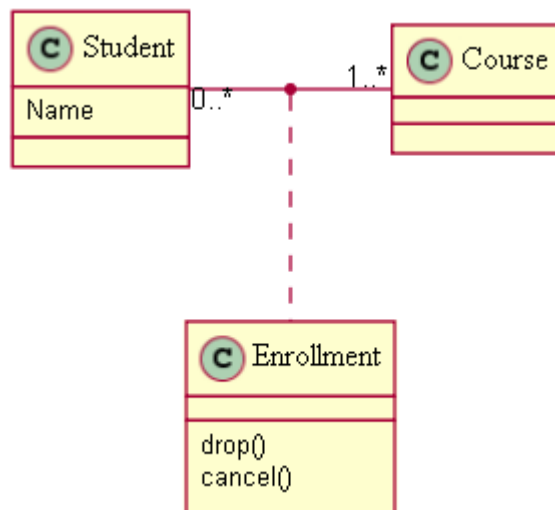 C Student
Name
0..*
1..*
C Course
C Enrollment
drop()
cancel()